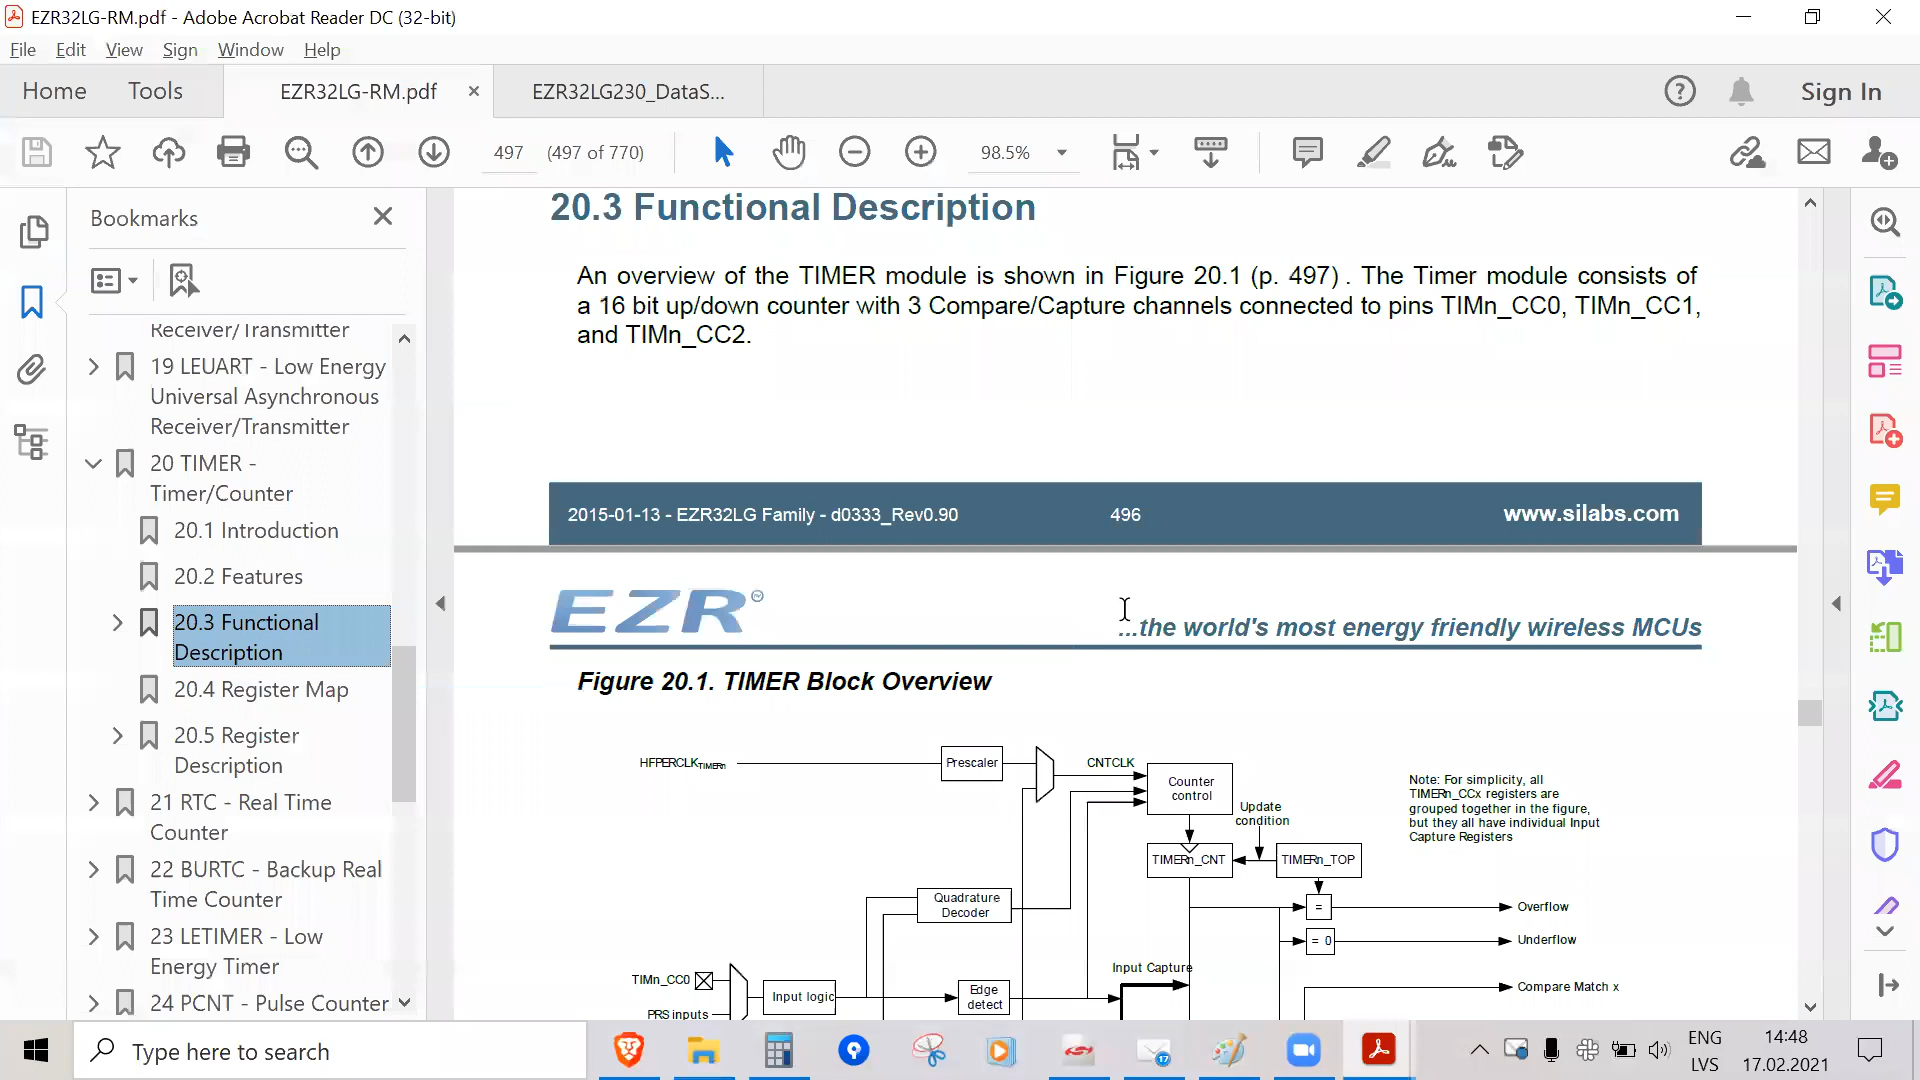 EZR32LG-RM.pdf - Adobe Acrobat Reader DC (32-bit)
File Edit View Sign Window Help
Home Tools EZR32LG-RM.pdf × EZR32LG230_DataS... Sign In
497 (497 of 770) 98.5%
Bookmarks
Receiver/Transmitter
19 LEUART - Low Energy
Universal Asynchronous
Receiver/Transmitter
20 TIMER -
Timer/Counter
20.1 Introduction
20.2 Features
20.3 Functional
Description
20.4 Register Map
20.5 Register
Description
21 RTC - Real Time
Counter
22 BURTC - Backup Real
Time Counter
23 LETIMER - Low
Energy Timer
24 PCNT - Pulse Counter
20.3 Functional Description
An overview of the TIMER module is shown in Figure 20.1 (p. 497) . The Timer module consists of
a 16 bit up/down counter with 3 Compare/Capture channels connected to pins TIMn_CC0, TIMn_CC1,
and TIMn_CC2.
2015-01-13 - EZR32LG Family - d0333_Rev0.90 496 www.silabs.com
EZR
...the world's most energy friendly wireless MCUs
Figure 20.1. TIMER Block Overview
HFPERCLKTIMERn
Prescaler
CNTCLK
Counter
control
Update
condition
Note: For simplicity, all
TIMERn_CCx registers are
grouped together in the figure,
but they all have individual Input
Capture Registers
TIMERn_CNT
TIMERn_TOP
Quadrature
Decoder
=
Overflow
= 0
Underflow
TIMn_CC0
Input logic
Edge
detect
Input Capture
Compare Match x
PRS inputs
Type here to search
17
ENG
LVS
14:48
17.02.2021